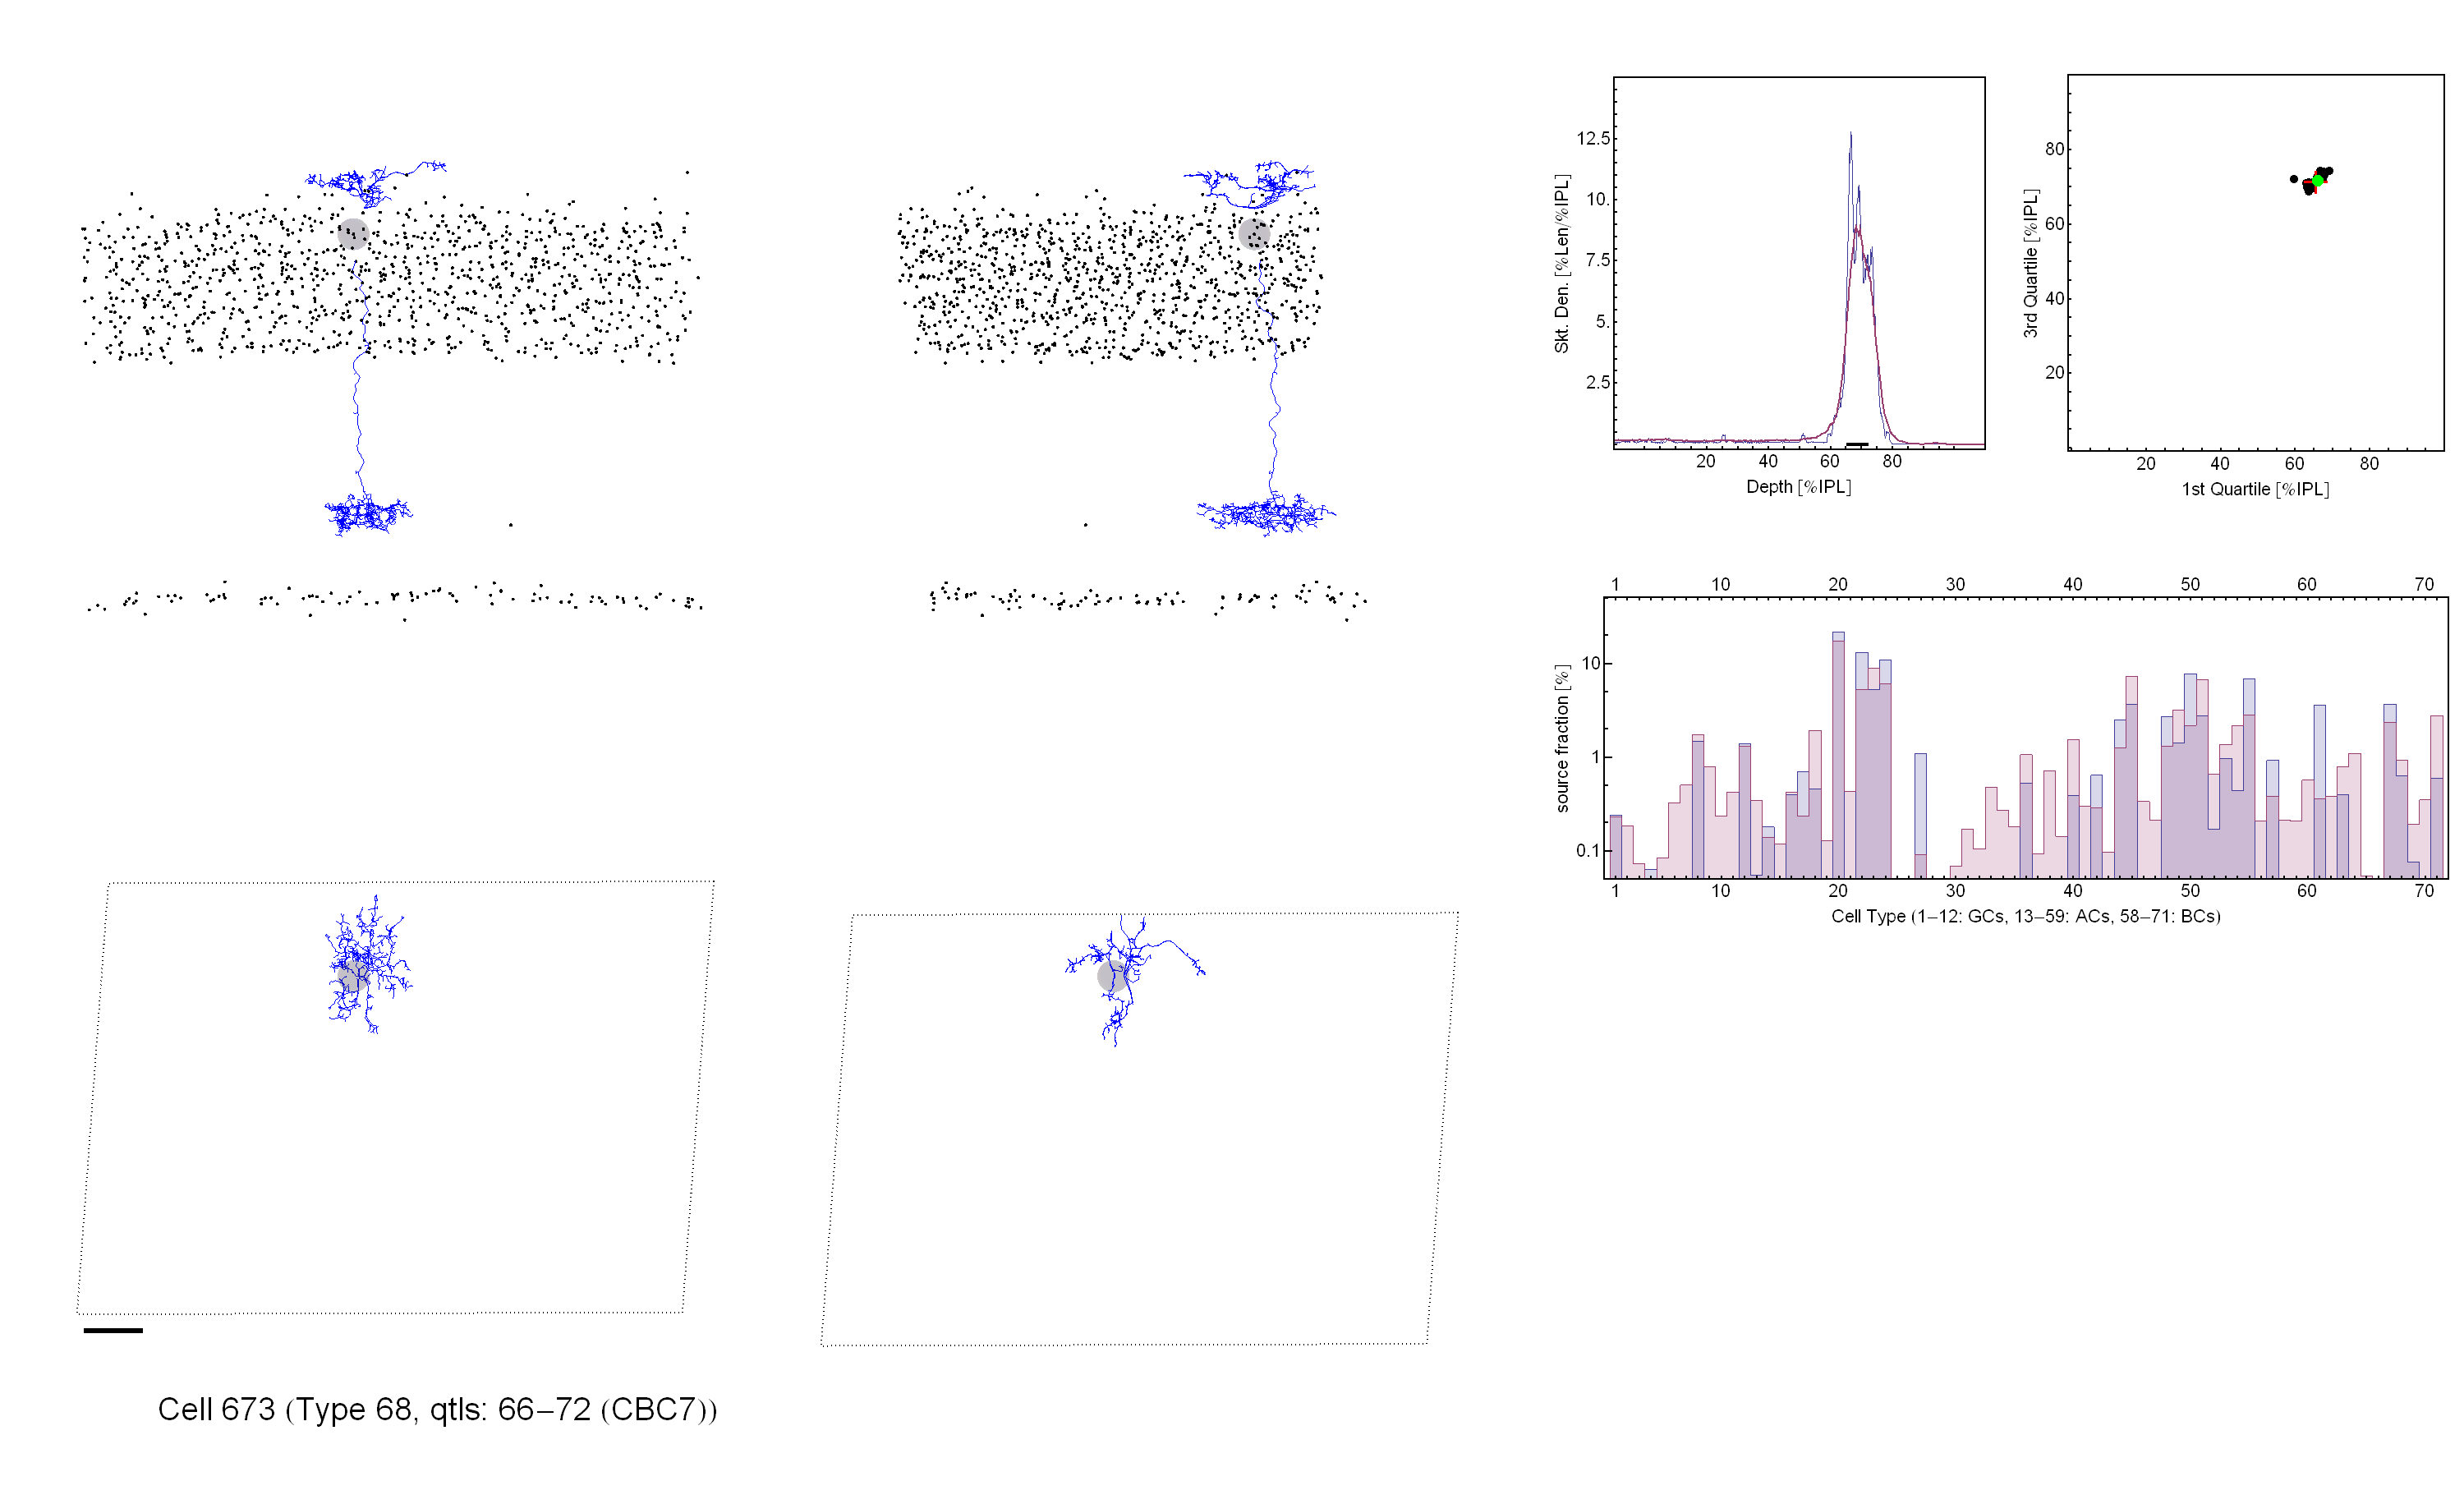 12.5
10.
7.5
5.
2.5
Skt. Den. [%Len/%IPL]
20 40 60 80
Depth [%IPL]
80
60
40
20
3rd Quartile [%IPL]
20 40 60 80
1st Quartile [%IPL]
1 10 20 30 40 50 60 70
10
1
0.1
source fraction [%]
1 10 20 30 40 50 60 70
Cell Type (1–12: GCs, 13–59: ACs, 58–71: BCs)
Cell 673 (Type 68, qtls: 66–72 (CBC7))